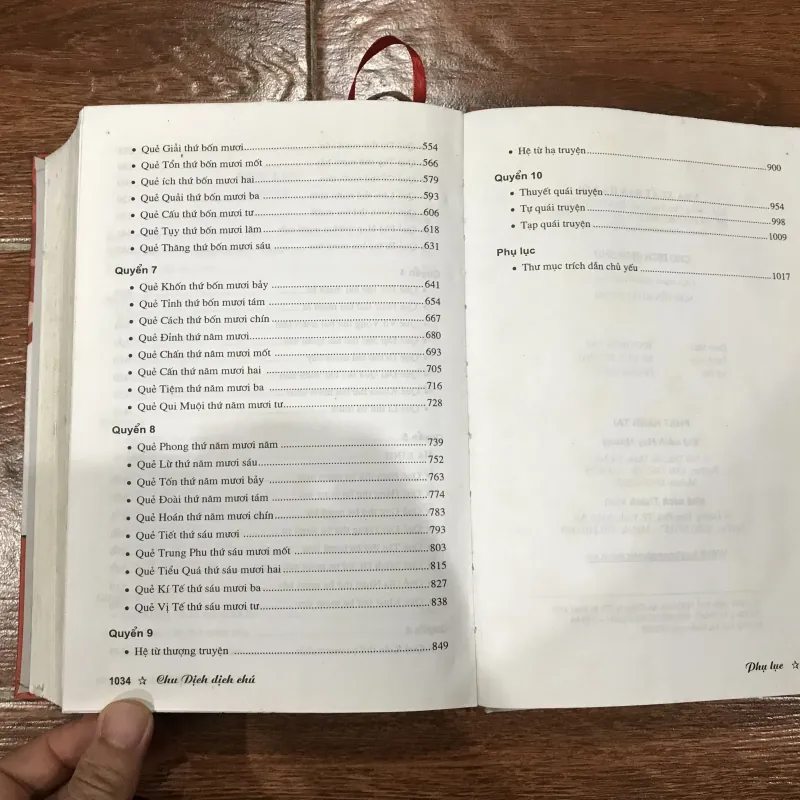 • Quẻ Giải thứ bốn mươi...554
• Quẻ Tổn thứ bốn mươi mốt...566
• Quẻ ích thứ bốn mươi hai...579
• Quẻ Quải thứ bốn mươi ba...593
• Quẻ Cấu thứ bốn mươi tư...606
• Quẻ Tụy thứ bốn mươi lăm...618
• Quẻ Thăng thứ bốn mươi sáu...631
Quyển 7
• Quẻ Khốn thứ bốn mươi bảy...641
• Quẻ Tỉnh thứ bốn mươi tám...654
• Quẻ Cách thứ bốn mươi chín...667
• Quẻ Đỉnh thứ năm mươi...680
• Quẻ Chấn thứ năm mươi mốt...693
• Quẻ Cấn thứ năm mươi hai...705
• Quẻ Tiệm thứ năm mươi ba...716
• Quẻ Qui Muội thứ năm mươi tư...728
Quyển 8
• Quẻ Phong thứ năm mươi năm...739
• Quẻ Lữ thứ năm mươi sáu...752
• Quẻ Tốn thứ năm mươi bảy...763
• Quẻ Đoài thứ năm mươi tám...774
• Quẻ Hoán thứ năm mươi chín...783
• Quẻ Tiết thứ sáu mươi...793
• Quẻ Trung Phu thứ sáu mươi mốt...803
• Quẻ Tiểu Quá thứ sáu mươi hai...815
• Quẻ Kí Tế thứ sáu mươi ba...827
• Quẻ Vị Tế thứ sáu mươi tư...838
Quyển 9
• Hệ từ thượng truyện...849
1034 ☆ Chu Dịch dịch chú
• Hệ từ hạ truyện...900
Quyển 10
• Thuyết quái truyện...954
• Tự quái truyện...998
• Tạp quái truyện...1009
Phụ lục
• Thư mục trích dẫn chủ yếu...1017
Phụ lục ☆